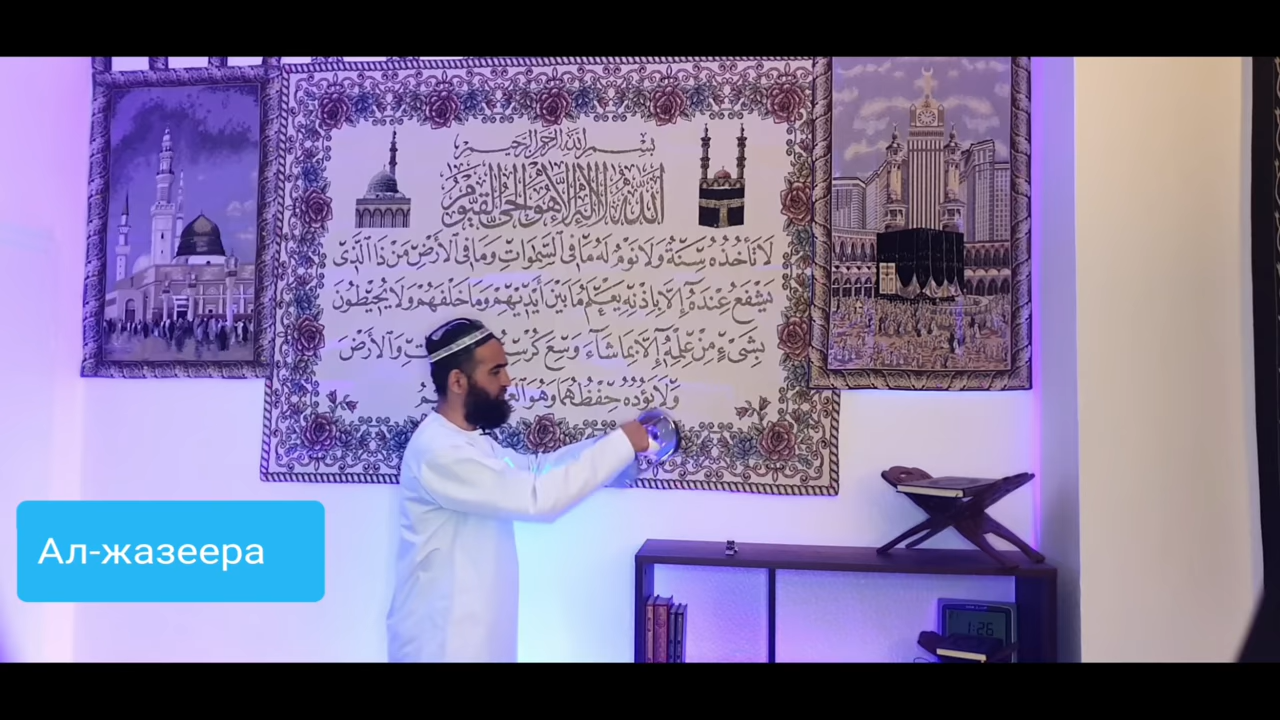 بسم الله الرحمن الرحيم
الله لا إله إلا هو الحي القيوم
لا تأخذه سنة ولا نوم له ما في السموات وما في الأرض من ذا الذي
يشفع عنده إلا بإذنه يعلم ما بين أيديهم وما خلفهم ولا يحيطون
بشيء من علمه إلا بما شاء وسع والأرض
ولا يؤده حفظهما وهو
Ал-жазеера
1:26